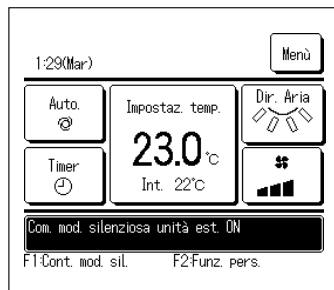 1:29(Mar)
Menù
Auto.
Impostaz. temp.
Dir. Aria
23.0°C
Timer
Int. 22°C
Com. mod. silenziosa unità est. ON
F1:Cont. mod. sil. F2:Funz. pers.